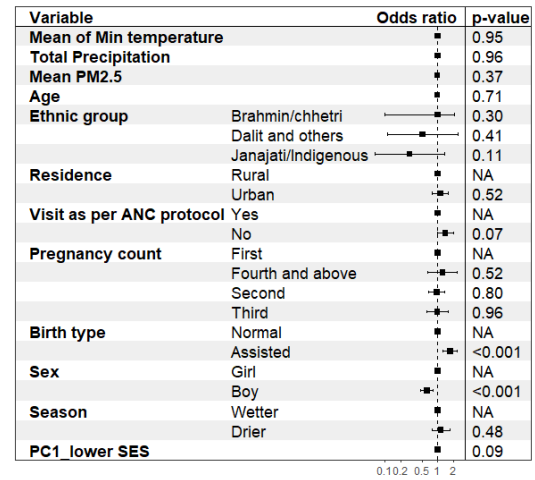 Variable Odds ratio p-value
Mean of Min temperature 0.95
Total Precipitation 0.96
Mean PM2.5 0.37
Age 0.71
Ethnic group Brahmin/chhetri 0.30
Dalit and others 0.41
Janajati/Indigenous 0.11
Residence Rural NA
Urban 0.52
Visit as per ANC protocol Yes NA
No 0.07
Pregnancy count First NA
Fourth and above 0.52
Second 0.80
Third 0.96
Birth type Normal NA
Assisted <0.001
Sex Girl NA
Boy <0.001
Season Wetter NA
Drier 0.48
PC1_lower SES 0.09
0.1 0.2 0.5 1 2